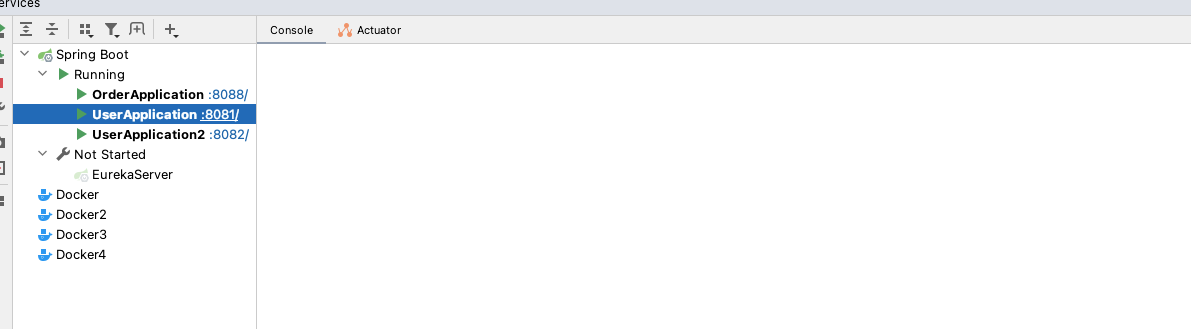 ervices
Console Actuator
Spring Boot
Running
OrderApplication :8088/
UserApplication :8081/
UserApplication2 :8082/
Not Started
EurekaServer
Docker
Docker2
Docker3
Docker4